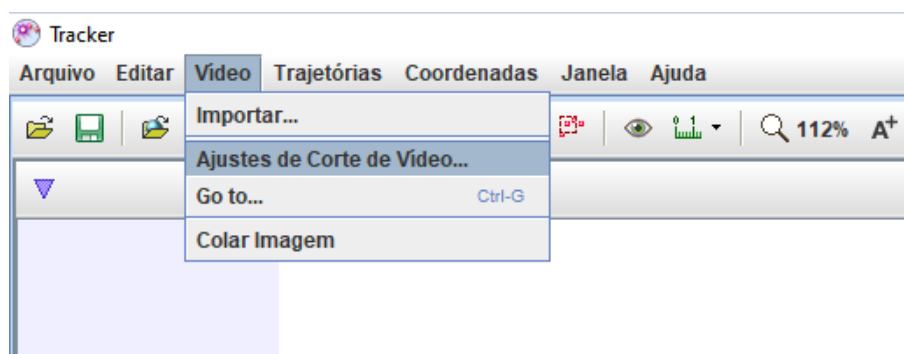 Tracker
Arquivo Editar Vídeo Trajetórias Coordenadas Janela Ajuda
112% A+
Importar...
Ajustes de Corte de Vídeo...
Go to... Ctrl-G
Colar Imagem